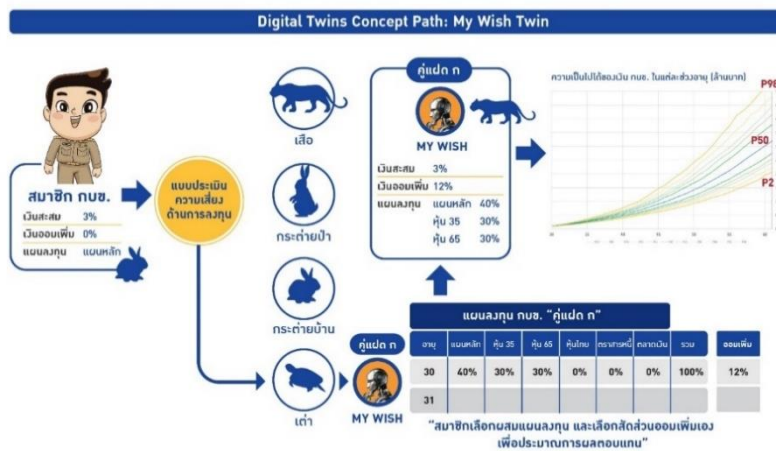 Digital Twins Concept Path: My Wish Twin
สมาชิก กบข.
เงินสะสม 3%
เงินออมเพิ่ม 0%
แผนลงทุน แผนหลัก
แบบประเมิน
ความเสี่ยง
ด้านการลงทุน
เสือ
กระต่ายป่า
กระต่ายบ้าน
เต่า
คู่แฝด ก
MY WISH
เงินสะสม 3%
เงินออมเพิ่ม 12%
แผนลงทุน แผนหลัก 40%
หุ้น 35 30%
หุ้น 65 30%
ความเป็นไปได้ของเงิน กบข. ในแต่ละช่วงอายุ (ล้านบาท)
P98
P50
P2
คู่แฝด ก
MY WISH
แผนลงทุน กบข. "คู่แฝด ก"
อายุ แผนหลัก หุ้น 35 หุ้น 65 หุ้นไทย ตราสารหนี้ ตลาดเงิน รวม ออมเพิ่ม
30 40% 30% 30% 0% 0% 0% 100% 12%
31
"สมาชิกเลือกผสมแผนลงทุน และเลือกสัดส่วนออมเพิ่มเอง
เพื่อประมาณการผลตอบแทน"